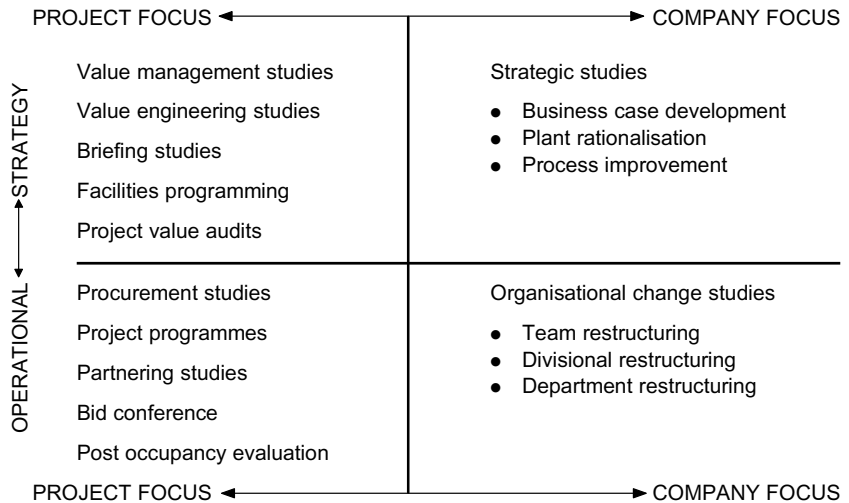 PROJECT FOCUS
COMPANY FOCUS
STRATEGY
Value management studies
Value engineering studies
Briefing studies
Facilities programming
Project value audits
Strategic studies
● Business case development
● Plant rationalisation
● Process improvement
OPERATIONAL
Procurement studies
Project programmes
Partnering studies
Bid conference
Post occupancy evaluation
Organisational change studies
● Team restructuring
● Divisional restructuring
● Department restructuring
PROJECT FOCUS
COMPANY FOCUS